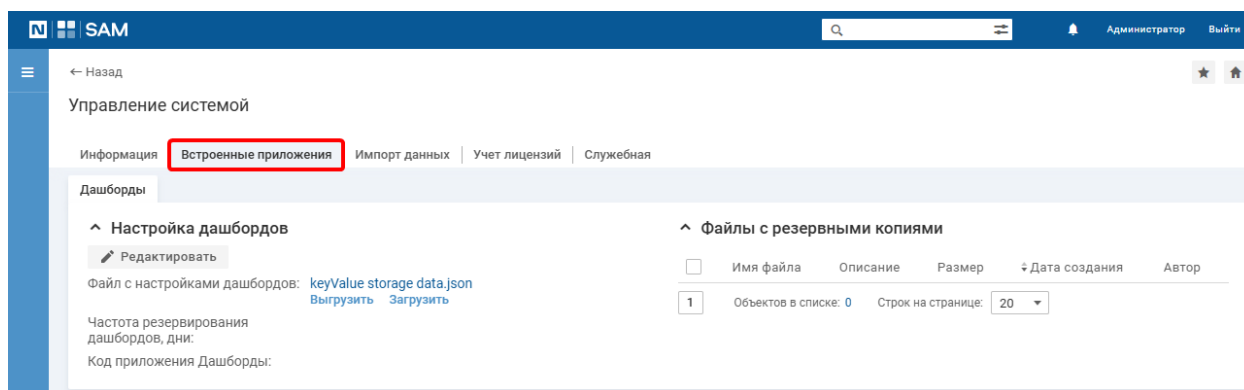 N SAM Администратор Выйти
← Назад
Управление системой
Информация Встроенные приложения Импорт данных Учет лицензий Служебная
Дашборды
Настройка дашбордов
Редактировать
Файл с настройками дашбордов: keyValue storage data.json
Выгрузить Загрузить
Частота резервирования
дашбордов, дни:
Код приложения Дашборды:
Файлы с резервными копиями
Имя файла Описание Размер Дата создания Автор
1 Объектов в списке: 0 Строк на странице: 20